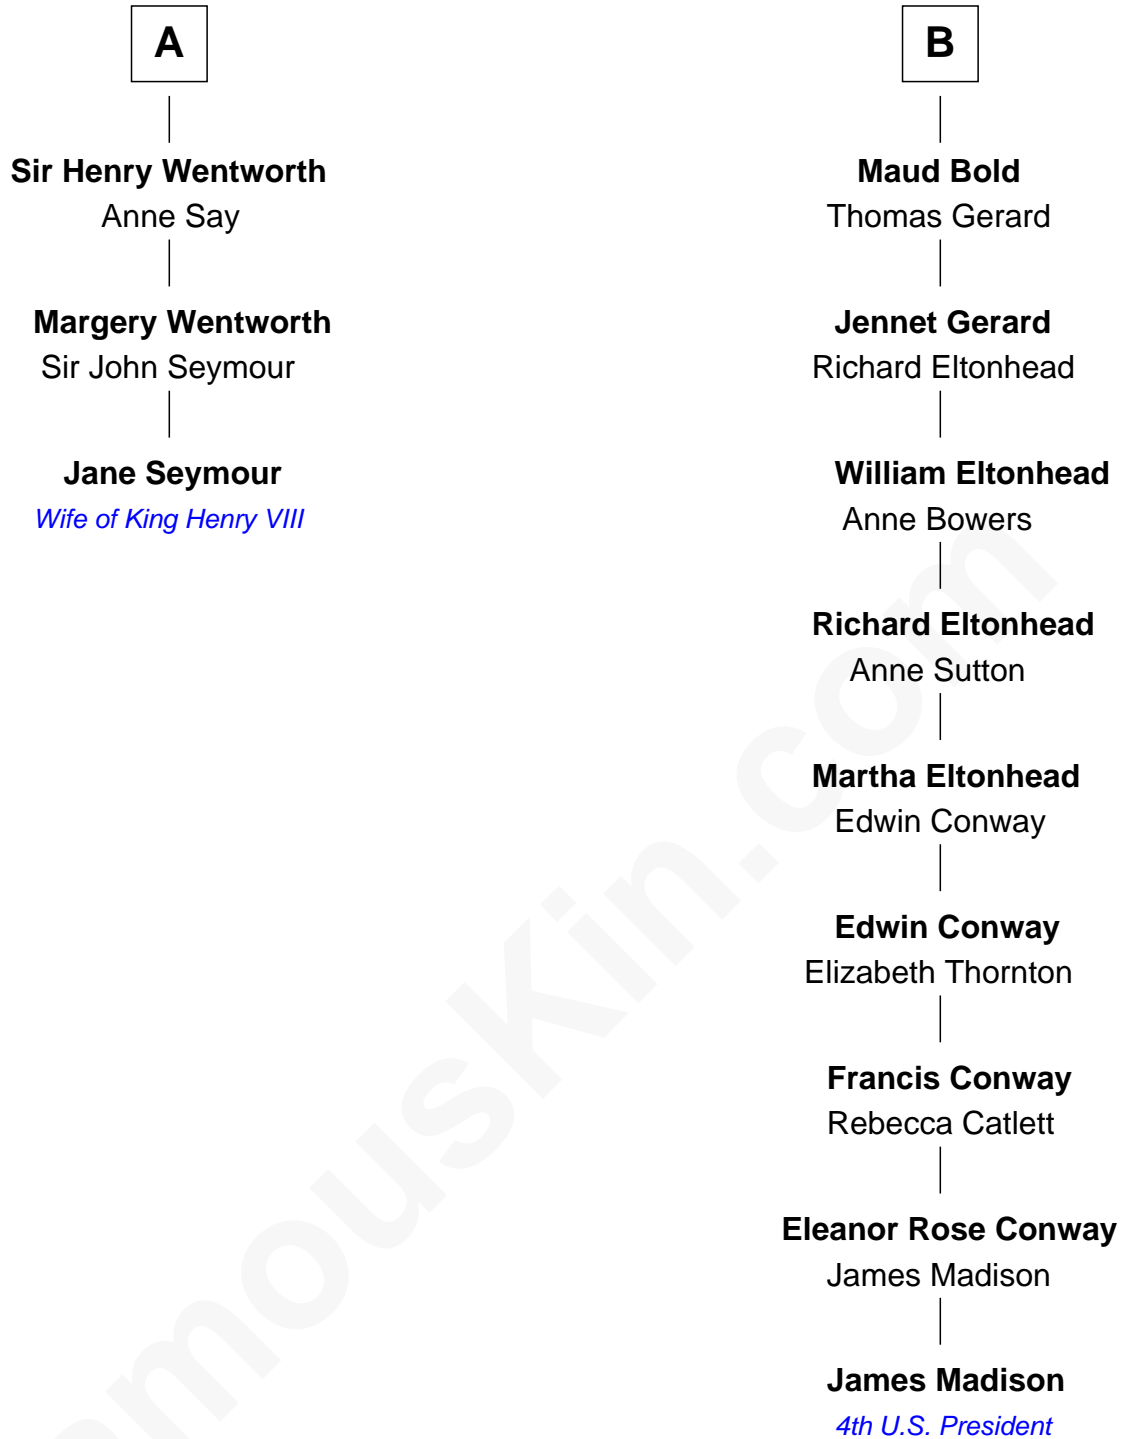 A
Sir Henry Wentworth
Anne Say
Margery Wentworth
Sir John Seymour
Jane Seymour
Wife of King Henry VIII
B
Maud Bold
Thomas Gerard
Jennet Gerard
Richard Eltonhead
William Eltonhead
Anne Bowers
Richard Eltonhead
Anne Sutton
Martha Eltonhead
Edwin Conway
Edwin Conway
Elizabeth Thornton
Francis Conway
Rebecca Catlett
Eleanor Rose Conway
James Madison
James Madison
4th U.S. President
amouskin.com